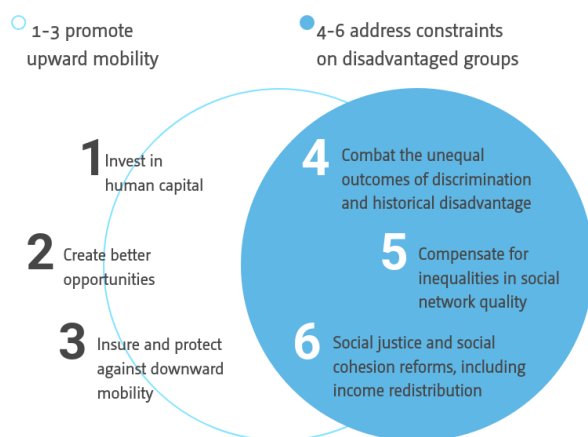 1-3 promote
upward mobility
4-6 address constraints
on disadvantaged groups
1 Invest in
human capital
2 Create better
opportunities
3 Insure and protect
against downward
mobility
4 Combat the unequal
outcomes of discrimination
and historical disadvantage
5 Compensate for
inequalities in social
network quality
6 Social justice and social
cohesion reforms, including
income redistribution